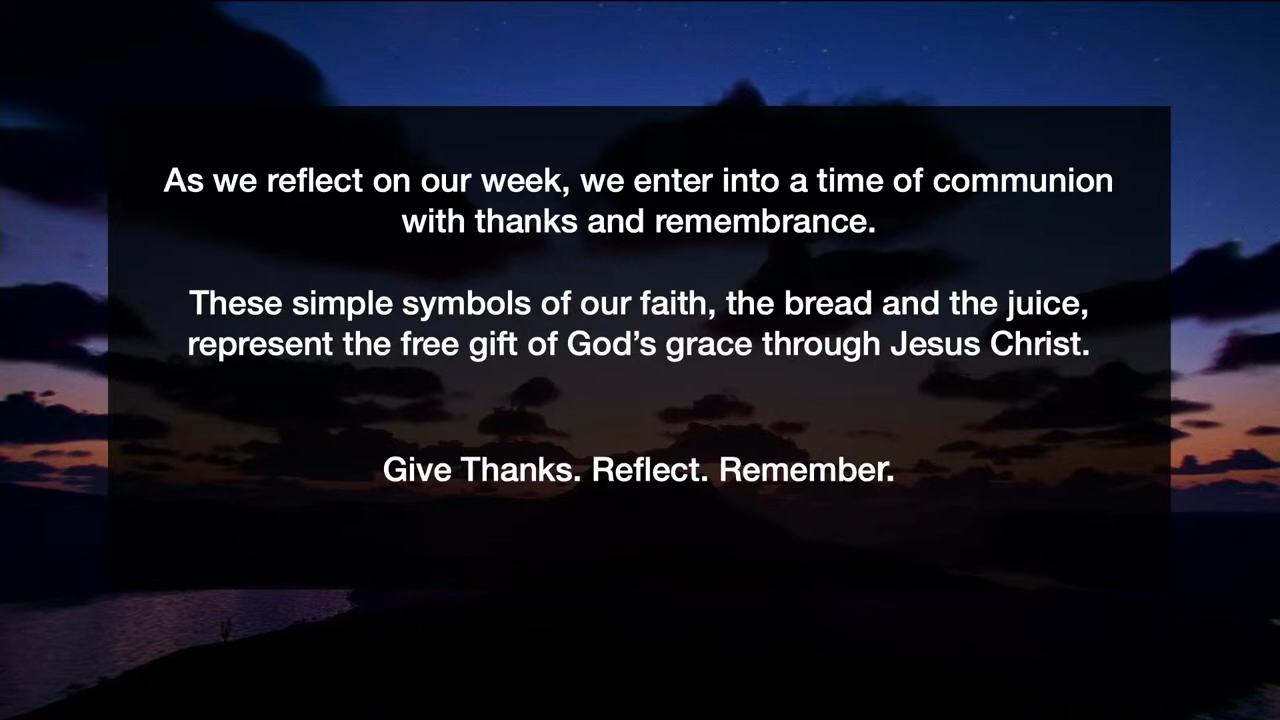 As we reflect on our week, we enter into a time of communion
with thanks and remembrance.
These simple symbols of our faith, the bread and the juice,
represent the free gift of God’s grace through Jesus Christ.
Give Thanks. Reflect. Remember.